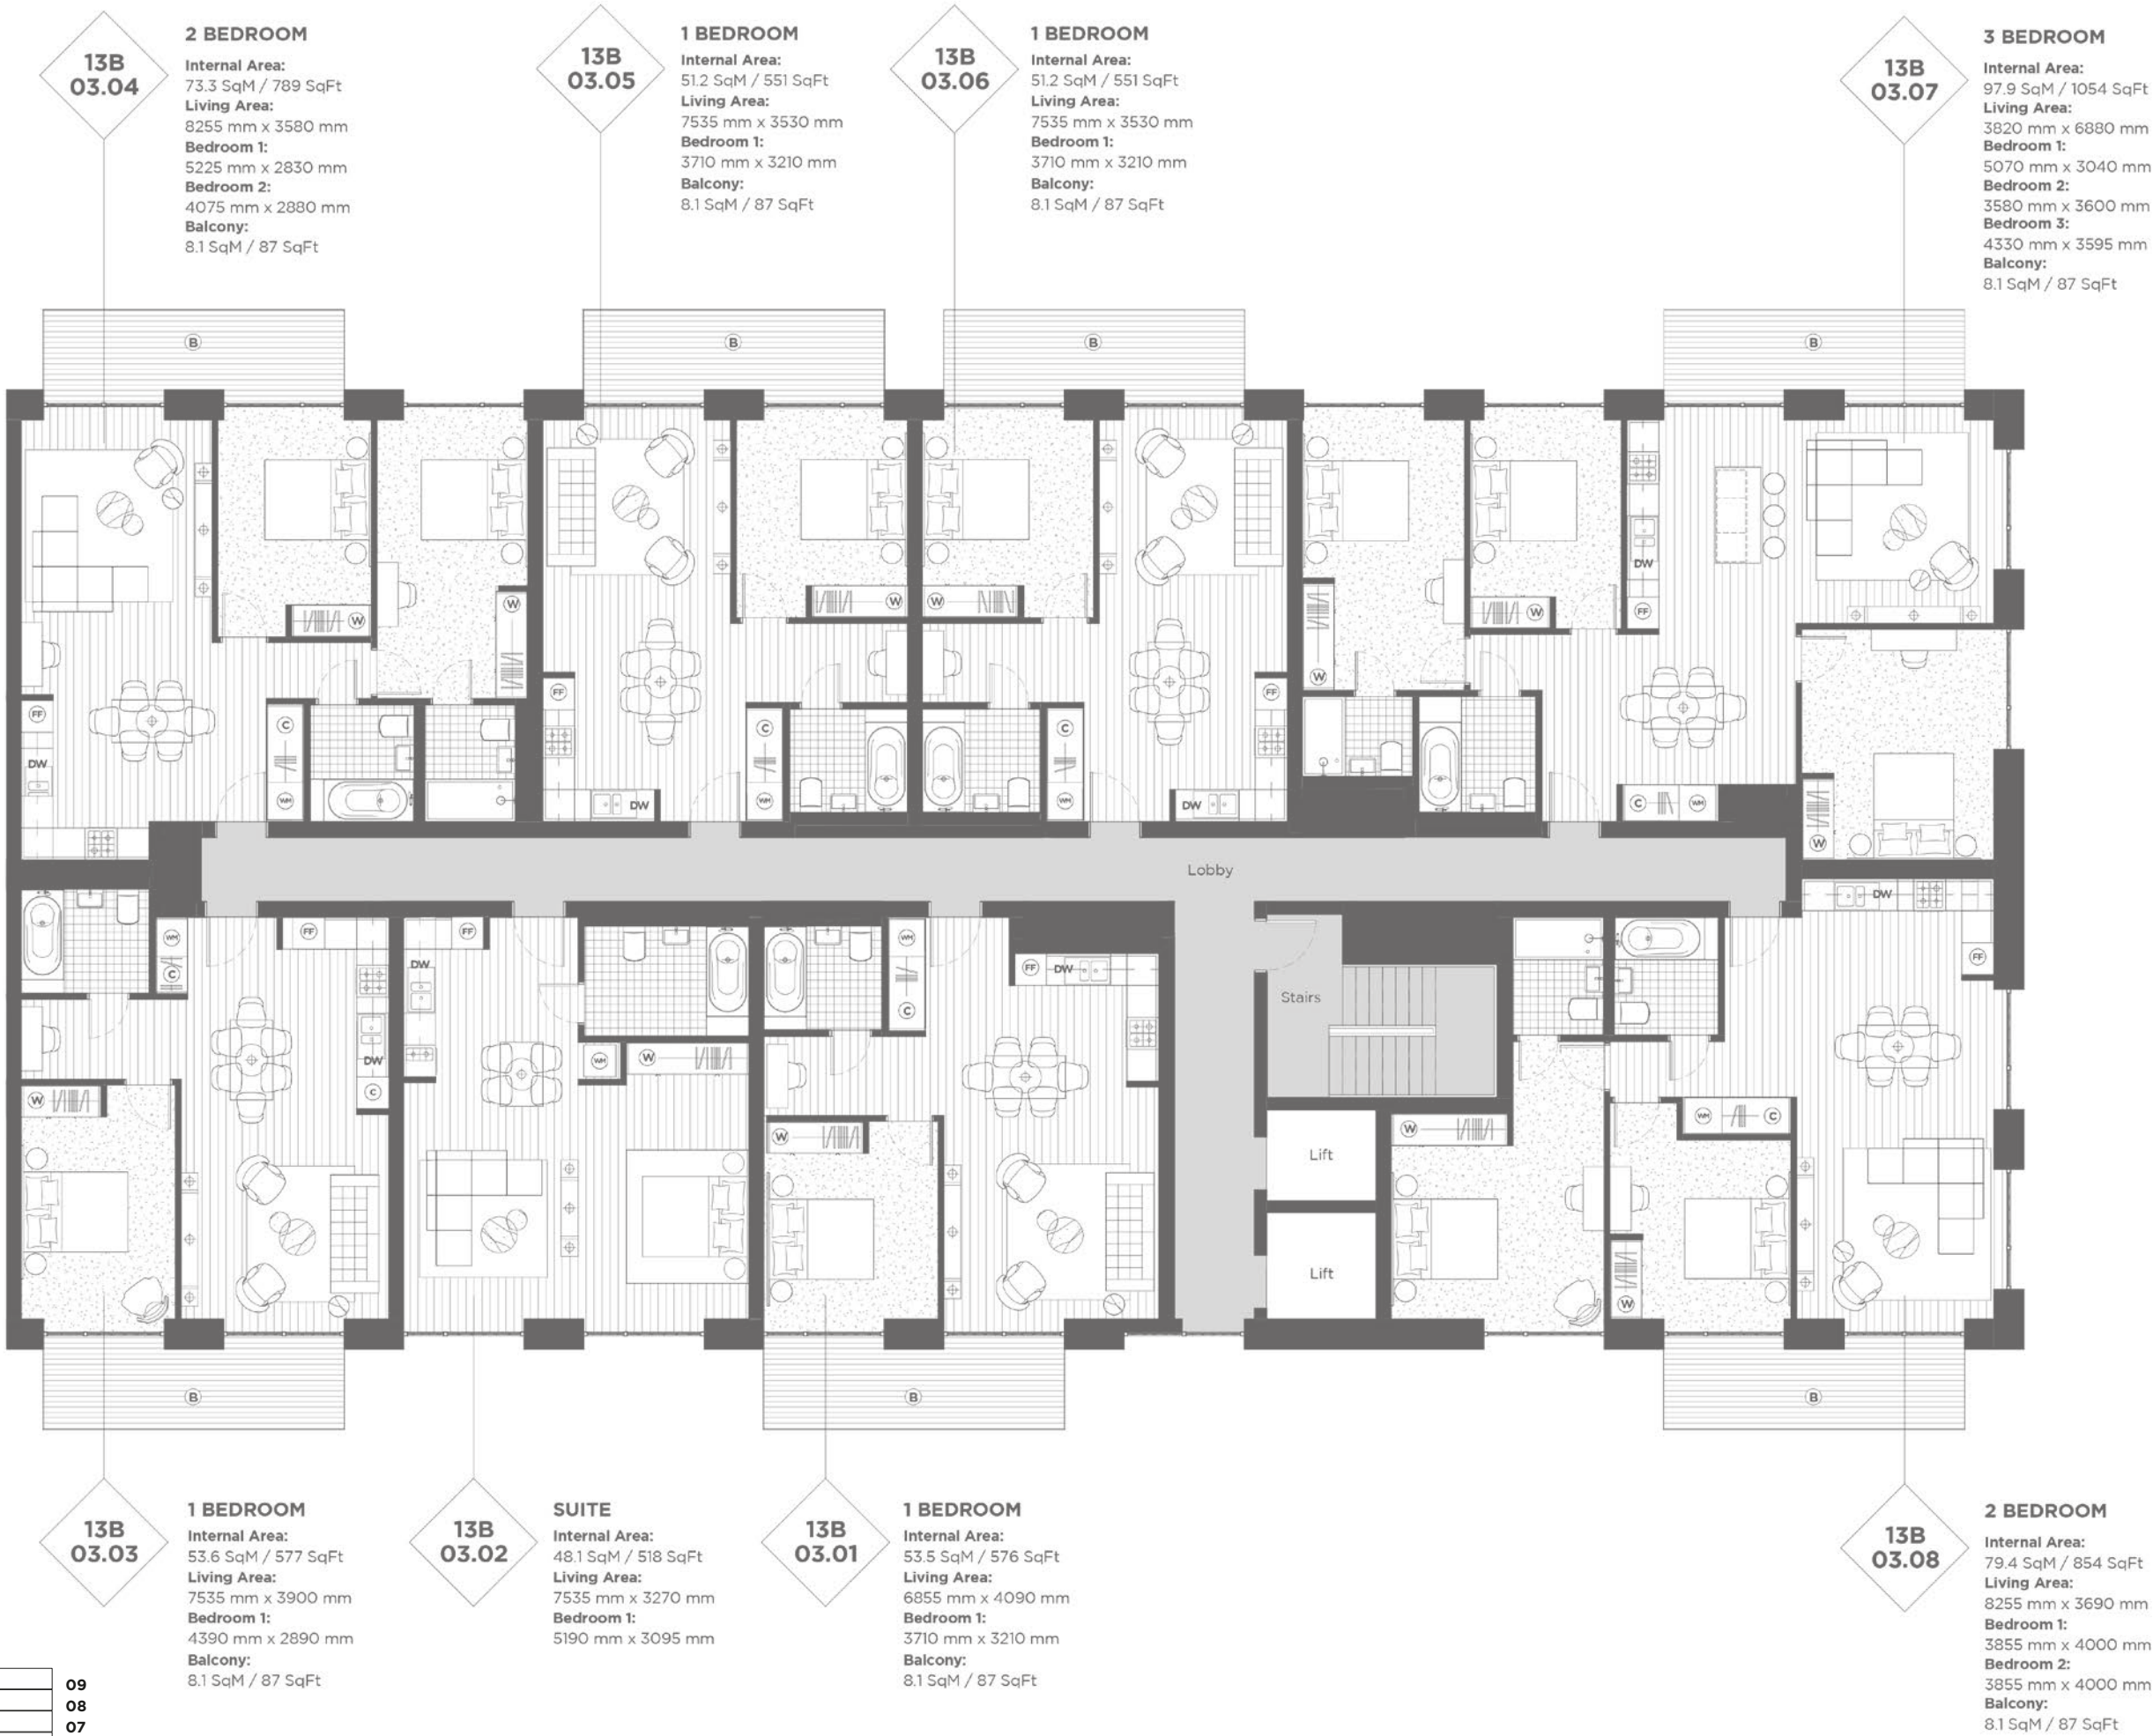 13B
03.04
2 BEDROOM
Internal Area:
73.3 SqM / 789 SqFt
Living Area:
8255 mm x 3580 mm
Bedroom 1:
5225 mm x 2830 mm
Bedroom 2:
4075 mm x 2880 mm
Balcony:
8.1 SqM / 87 SqFt
13B
03.05
1 BEDROOM
Internal Area:
51.2 SqM / 551 SqFt
Living Area:
7535 mm x 3530 mm
Bedroom 1:
3710 mm x 3210 mm
Balcony:
8.1 SqM / 87 SqFt
13B
03.06
1 BEDROOM
Internal Area:
51.2 SqM / 551 SqFt
Living Area:
7535 mm x 3530 mm
Bedroom 1:
3710 mm x 3210 mm
Balcony:
8.1 SqM / 87 SqFt
13B
03.07
3 BEDROOM
Internal Area:
97.9 SqM / 1054 SqFt
Living Area:
3820 mm x 6880 mm
Bedroom 1:
5070 mm x 3040 mm
Bedroom 2:
3580 mm x 3600 mm
Bedroom 3:
4330 mm x 3595 mm
Balcony:
8.1 SqM / 87 SqFt
B
B
B
B
DW
FF
W
W
W
W
W
W
FF
FF
FF
C
C
C
DW
WM
WM
WM
DW
DW
C
WM
W
Lobby
WM
C
FF
FF
DW
WM
C
FF
DW
DW
FF
Stairs
DW
C
WM
W
W
W
W
WM
C
Lift
Lift
W
B
B
B
13B
03.03
1 BEDROOM
Internal Area:
53.6 SqM / 577 SqFt
Living Area:
7535 mm x 3900 mm
Bedroom 1:
4390 mm x 2890 mm
Balcony:
8.1 SqM / 87 SqFt
13B
03.02
SUITE
Internal Area:
48.1 SqM / 518 SqFt
Living Area:
7535 mm x 3270 mm
Bedroom 1:
5190 mm x 3095 mm
13B
03.01
1 BEDROOM
Internal Area:
53.5 SqM / 576 SqFt
Living Area:
6855 mm x 4090 mm
Bedroom 1:
3710 mm x 3210 mm
Balcony:
8.1 SqM / 87 SqFt
13B
03.08
2 BEDROOM
Internal Area:
79.4 SqM / 854 SqFt
Living Area:
8255 mm x 3690 mm
Bedroom 1:
3855 mm x 4000 mm
Bedroom 2:
3855 mm x 4000 mm
Balcony:
8.1 SqM / 87 SqFt
09
08
07